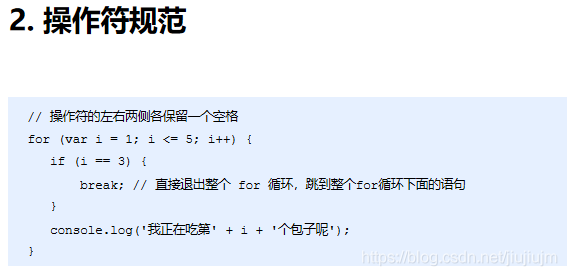 2. 操作符规范
// 操作符的左右两侧各保留一个空格
for (var i = 1; i <= 5; i++) {
if (i == 3) {
break; // 直接退出整个 for 循环，跳到整个for循环下面的语句
}
console.log('我正在吃第' + i + '个包子呢');
}
https://blog.csdn.net/jiujiujm